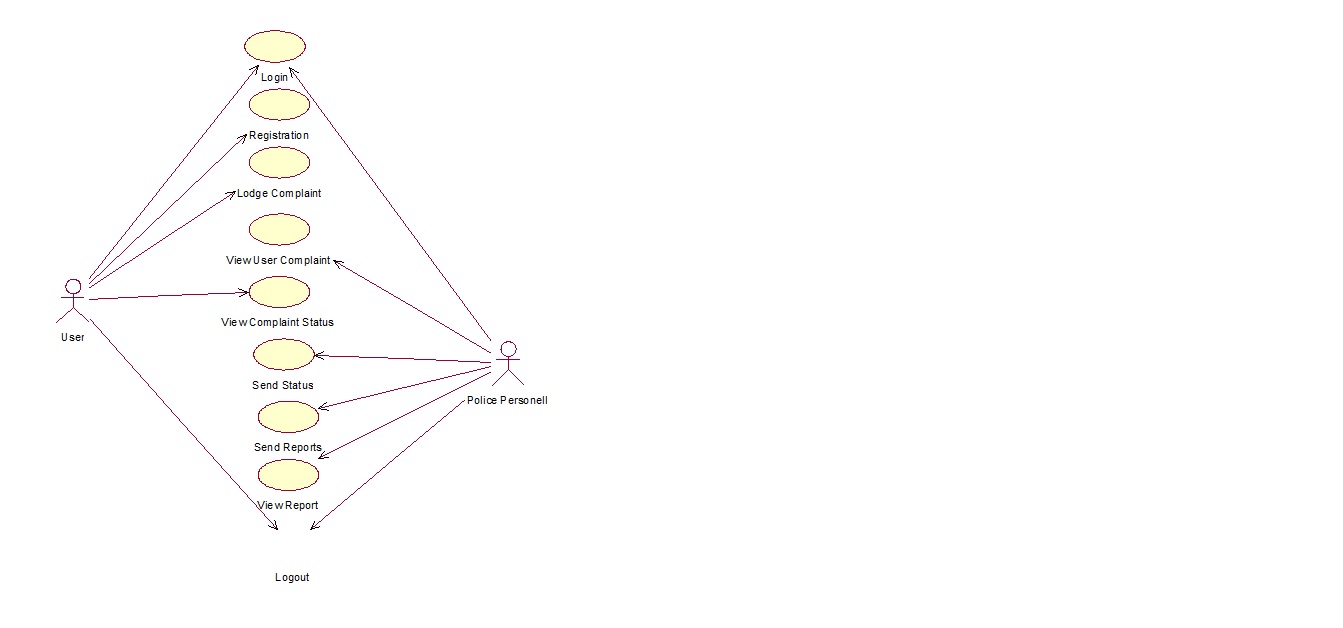 Login
Registration
Lodge Complaint
View User Complaint
View Complaint Status
User
Send Status
Police Personell
Send Reports
View Report
Logout